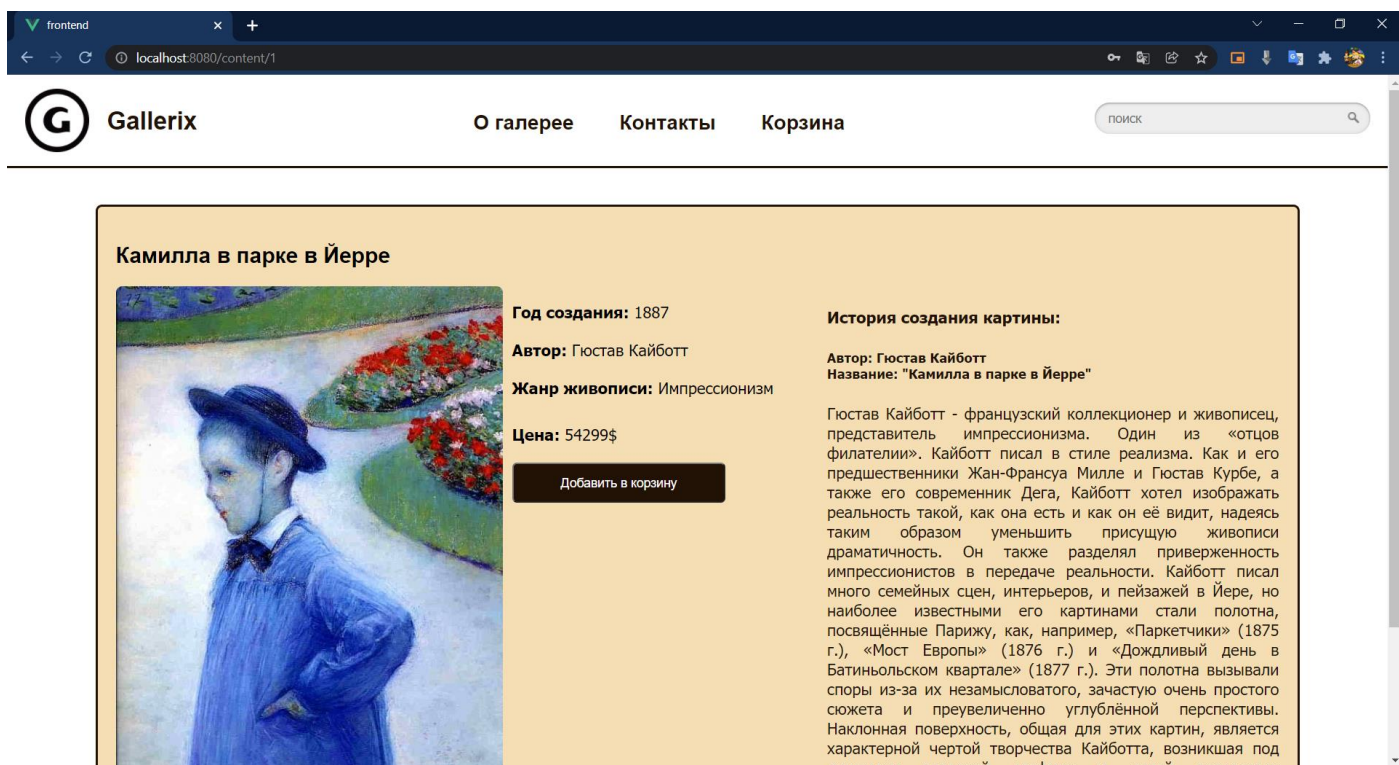 frontend
localhost:8080/content/1
G
Gallerix
О галерее
Контакты
Корзина
поиск
Камилла в парке в Йерре
Год создания: 1887
Автор: Гюстав Кайботт
Жанр живописи: Импрессионизм
Цена: 54299$
Добавить в корзину
История создания картины:
Автор: Гюстав Кайботт
Название: "Камилла в парке в Йерре"
Гюстав Кайботт - французский коллекционер и живописец,
представитель импрессионизма. Один из «отцов
филателии». Кайботт писал в стиле реализма. Как и его
предшественники Жан-Франсуа Милле и Гюстав Курбе, а
также его современник Дега, Кайботт хотел изображать
реальность такой, как она есть и как он её видит, надеясь
таким образом уменьшить присущую живописи
драматичность. Он также разделял приверженность
импрессионистов в передаче реальности. Кайботт писал
много семейных сцен, интерьеров, и пейзажей в Йере, но
наиболее известными его картинами стали полотна,
посвящённые Парижу, как, например, «Паркетчики» (1875
г.), «Мост Европы» (1876 г.) и «Дождливый день в
Батиньольском квартале» (1877 г.). Эти полотна вызывали
споры из-за их незамысловатого, зачастую очень простого
сюжета и преувеличенно углублённой перспективы.
Наклонная поверхность, общая для этих картин, является
характерной чертой творчества Кайботта, возникшая под